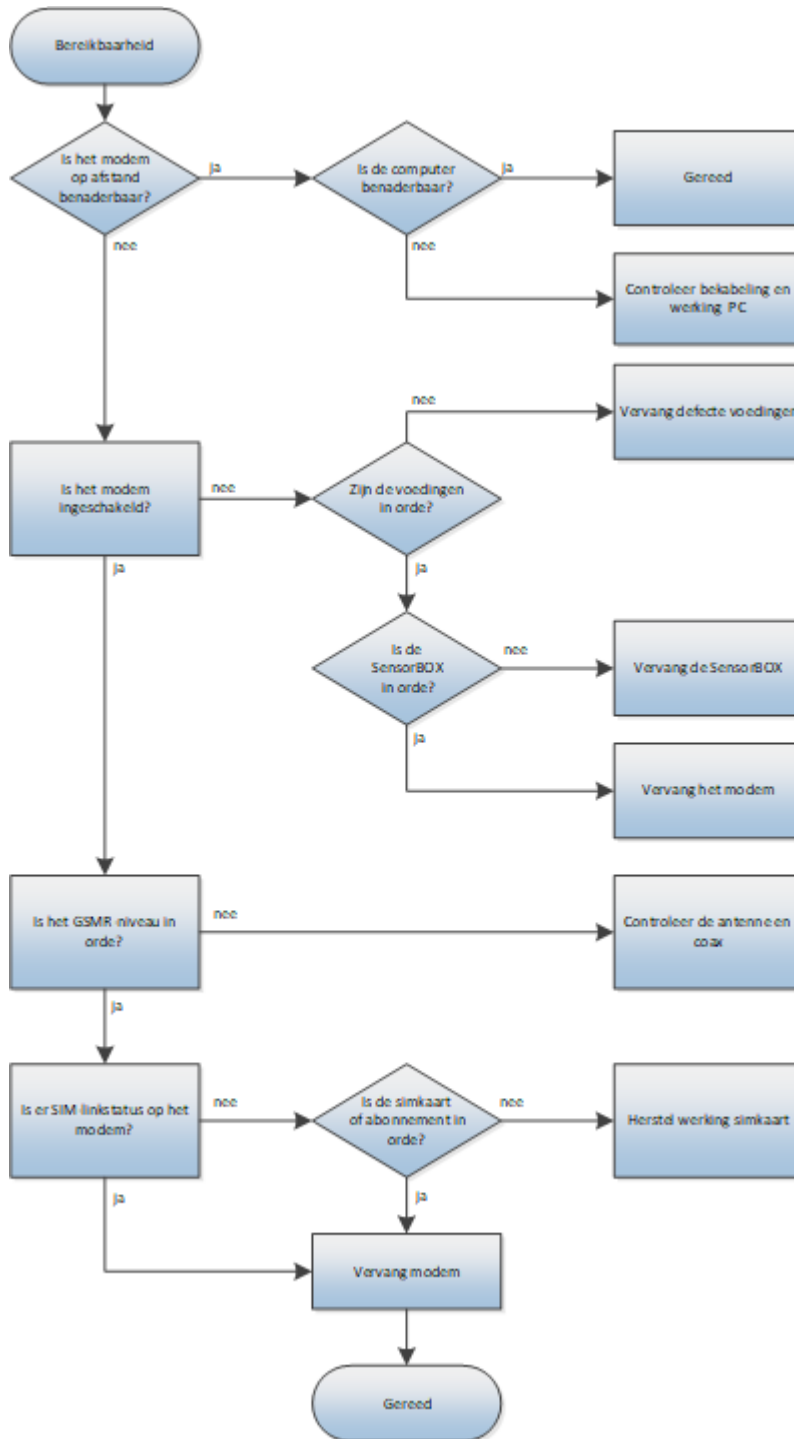 Bereikbaarheid
Is het modem
op afstand
benaderbaar?
ja
Is de computer
benaderbaar?
ja
Gereed
nee
nee
Controleer bekabeling en
werking PC
nee
Vervang defecte voedingen
Is het modem
ingeschakeld?
nee
Zijn de voedingen
in orde?
ja
ja
Is de
SensorBOX
in orde?
nee
Vervang de SensorBOX
ja
Vervang het modem
Is het GSMR-niveau in
orde?
nee
Controleer de antenne en
coax
ja
Is er SIM-linkstatus op het
modem?
nee
Is de simkaart
of abonnement in
orde?
nee
Herstel werking simkaart
ja
ja
Vervang modem
Gereed